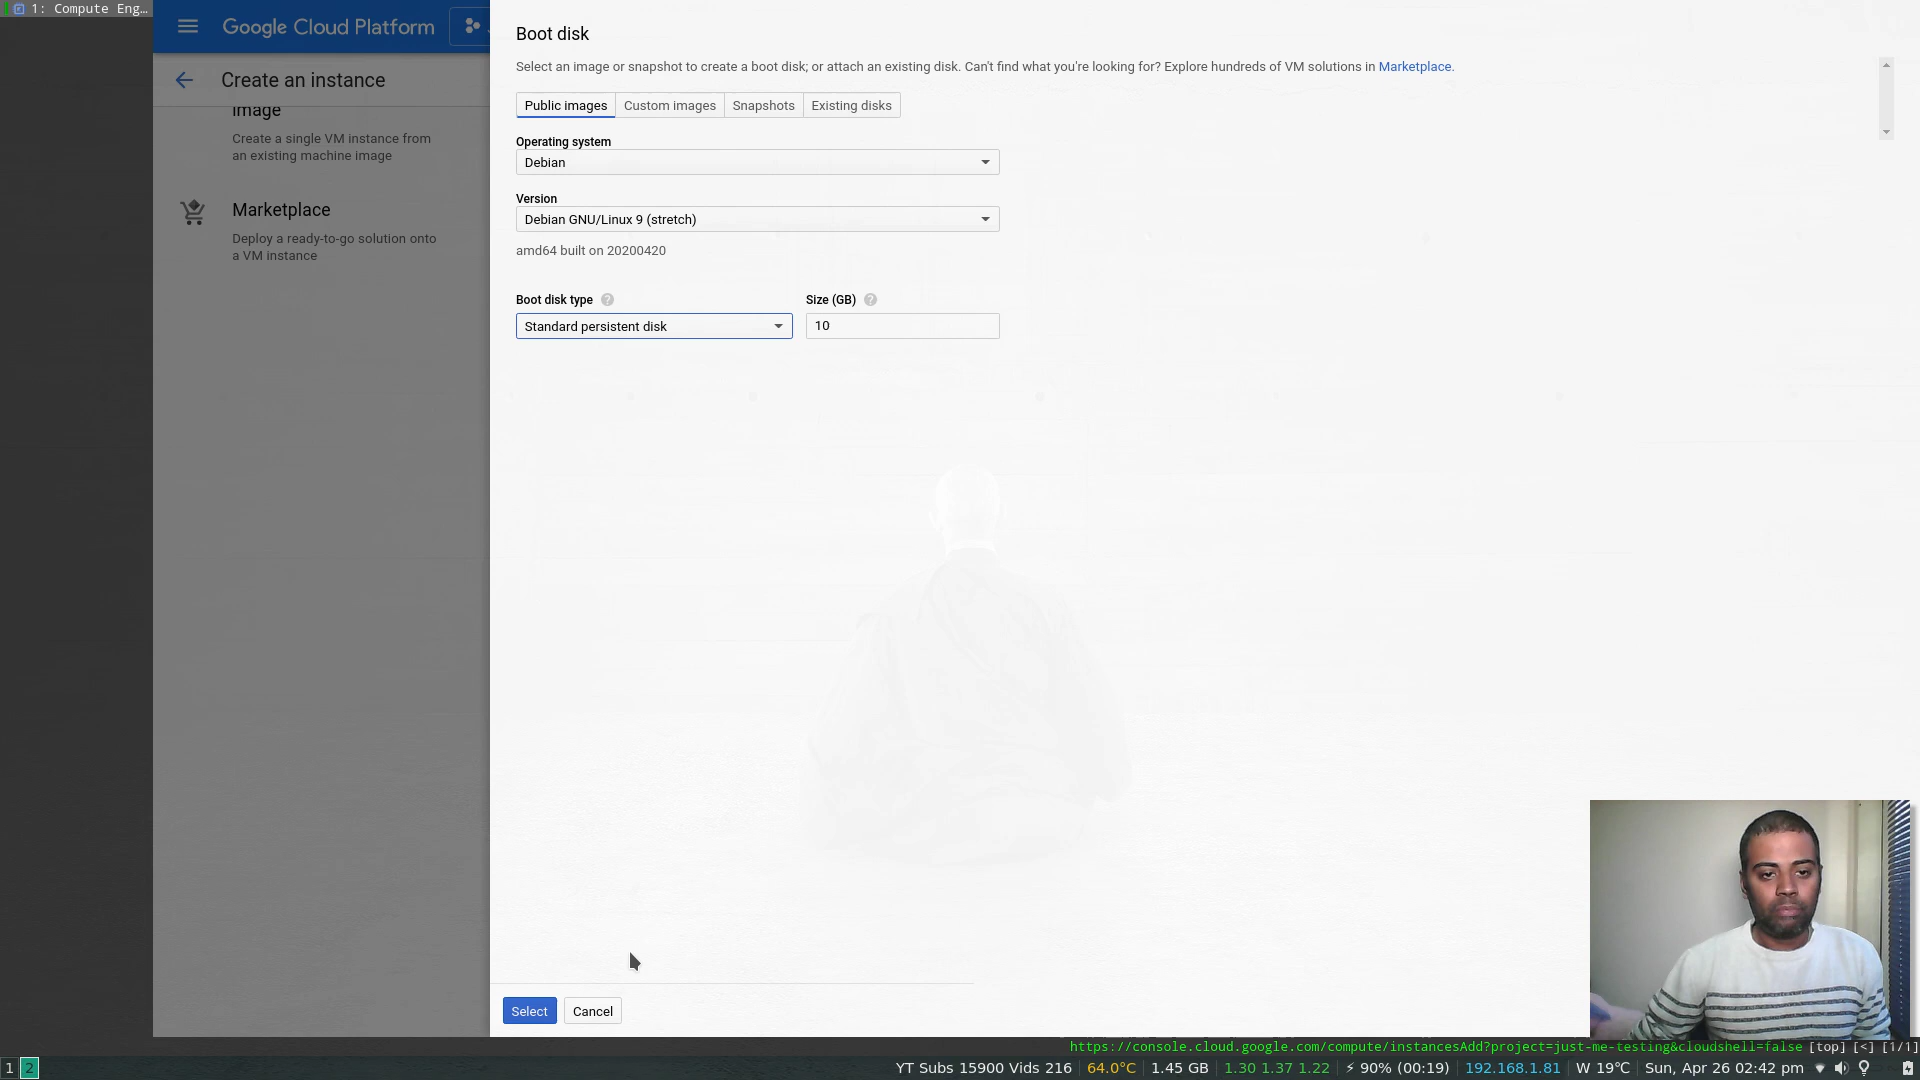 1: Compute Eng…
Google Cloud Platform
Create an instance
image
Create a single VM instance from
an existing machine image
Marketplace
Deploy a ready-to-go solution onto
a VM instance
Boot disk
Select an image or snapshot to create a boot disk; or attach an existing disk. Can't find what you're looking for? Explore hundreds of VM solutions in Marketplace.
Public images Custom images Snapshots Existing disks
Operating system
Debian
Version
Debian GNU/Linux 9 (stretch)
amd64 built on 20200420
Boot disk type ? Size (GB) ?
Standard persistent disk 10
Select Cancel
https://console.cloud.google.com/compute/instancesAdd?project=just-me-testing&cloudshell=false [top] [<] [1/1]
1 2 YT Subs 15900 Vids 216 64.0°C 1.45 GB 1.30 1.37 1.22 ⚡ 90% (00:19) 192.168.1.81 W 19℃ Sun, Apr 26 02:42 pm